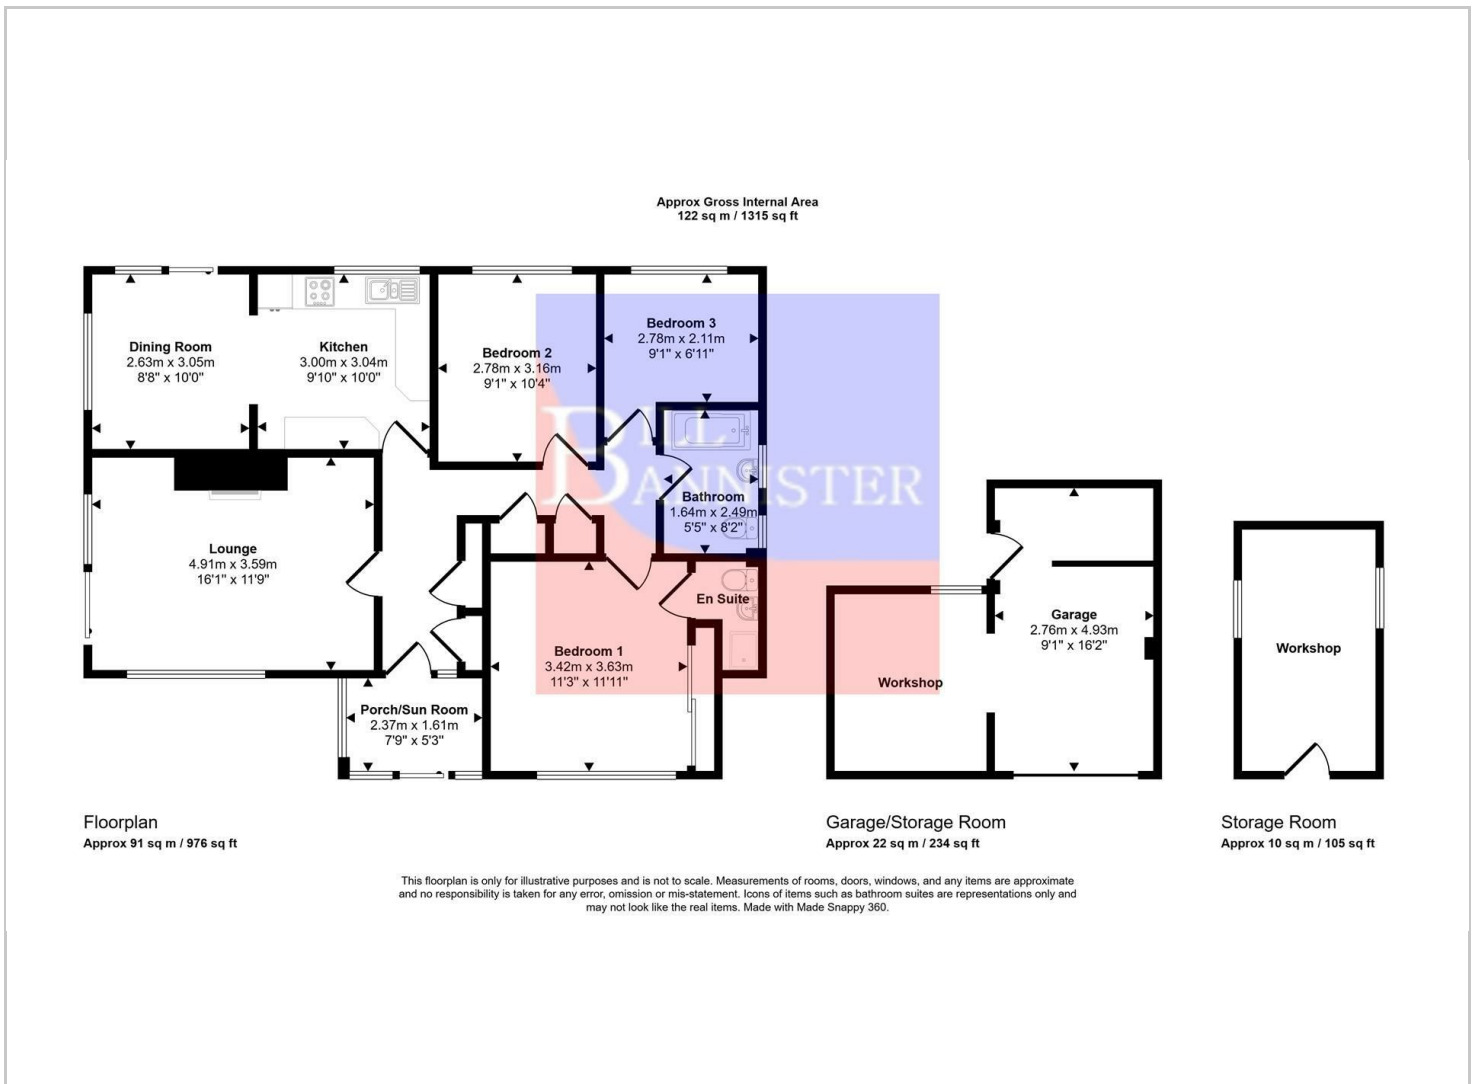 Approx Gross Internal Area
122 sq m / 1315 sq ft
Dining Room
2.63m x 3.05m
8'8" x 10'0"
Kitchen
3.00m x 3.04m
9'10" x 10'0"
Bedroom 2
2.78m x 3.16m
9'1" x 10'4"
Bedroom 3
2.78m x 2.11m
9'1" x 6'11"
BILL
BANNISTER
Bathroom
1.64m x 2.49m
5'5" x 8'2"
Lounge
4.91m x 3.59m
16'1" x 11'9"
En Suite
Bedroom 1
3.42m x 3.63m
11'3" x 11'11"
Porch/Sun Room
2.37m x 1.61m
7'9" x 5'3"
Garage
2.76m x 4.93m
9'1" x 16'2"
Workshop
Workshop
Floorplan
Approx 91 sq m / 976 sq ft
Garage/Storage Room
Approx 22 sq m / 234 sq ft
Storage Room
Approx 10 sq m / 105 sq ft
This floorplan is only for illustrative purposes and is not to scale. Measurements of rooms, doors, windows, and any items are approximate
and no responsibility is taken for any error, omission or mis-statement. Icons of items such as bathroom suites are representations only and
may not look like the real items. Made with Made Snappy 360.